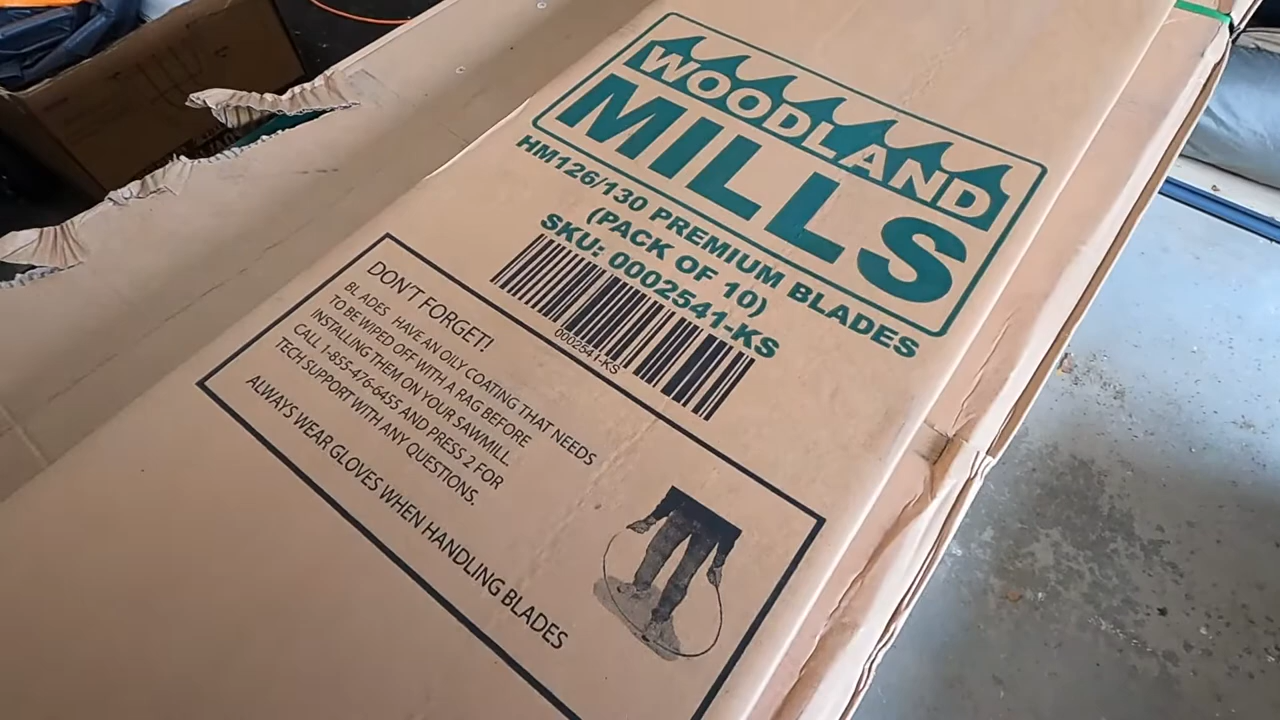 WOODLAND
MILLS
HM126/130 PREMIUM BLADES
(PACK OF 10)
SKU: 0002541-KS
0002541-KS
DON'T FORGET!
BLADES HAVE AN OILY COATING THAT NEEDS
TO BE WIPED OFF WITH A RAG BEFORE
INSTALLING THEM ON YOUR SAWMILL.
CALL 1-855-476-6455 AND PRESS 2 FOR
TECH SUPPORT WITH ANY QUESTIONS.
ALWAYS WEAR GLOVES WHEN HANDLING BLADES